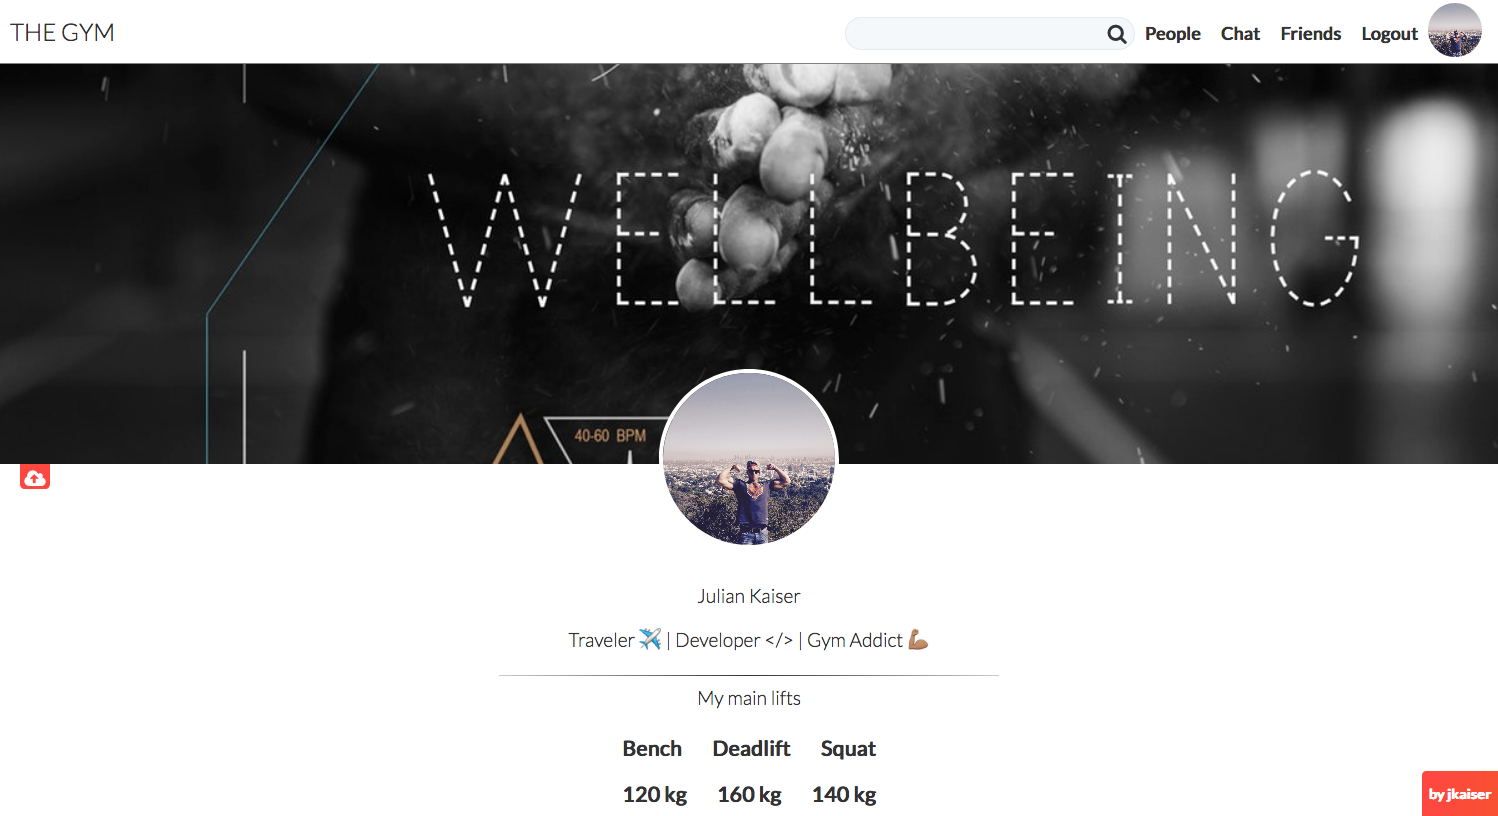 THE GYM
People Chat Friends Logout
WELLBEING
40-60 BPM
Julian Kaiser
Traveler ✈️ | Developer </> | Gym Addict 💪🏽
My main lifts
Bench Deadlift Squat
120 kg 160 kg 140 kg
by jkaiser